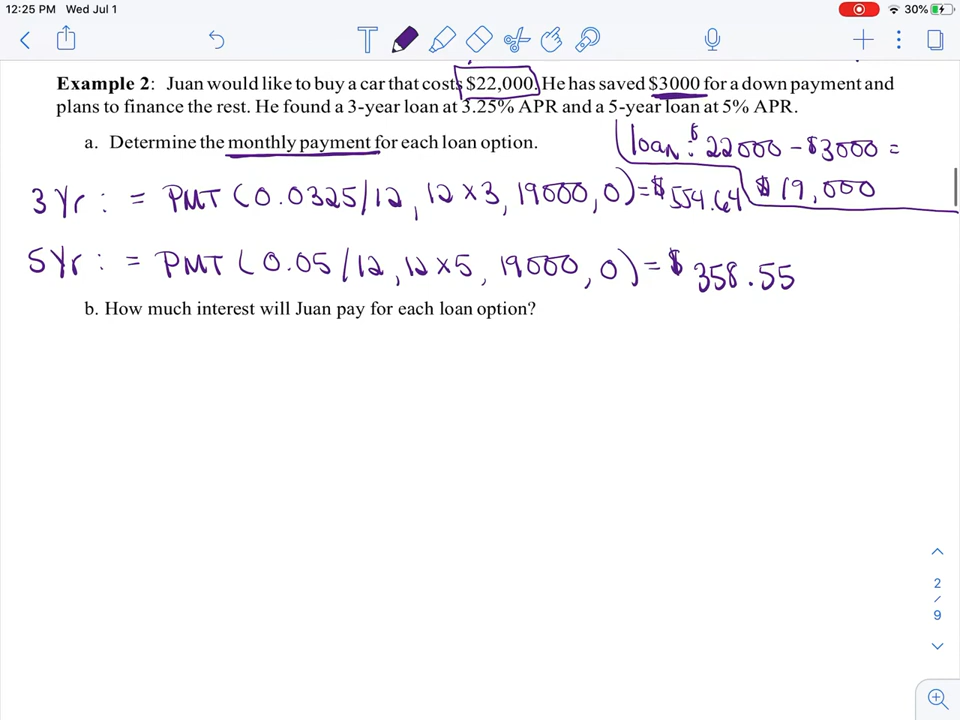 12:25 PM Wed Jul 1
30%
T
Example 2: Juan would like to buy a car that costs $22,000. He has saved $3000 for a down payment and
plans to finance the rest. He found a 3-year loan at 3.25% APR and a 5-year loan at 5% APR.
a. Determine the monthly payment for each loan option.
loan: $22000 - $3000 =
$19,000
3 Yr : = PMT (0.0325/12, 12 x 3, 19000, 0) = $554.64
5 Yr : = PMT (0.05/12, 12 x 5, 19000, 0) = $358.55
b. How much interest will Juan pay for each loan option?
2
/
9